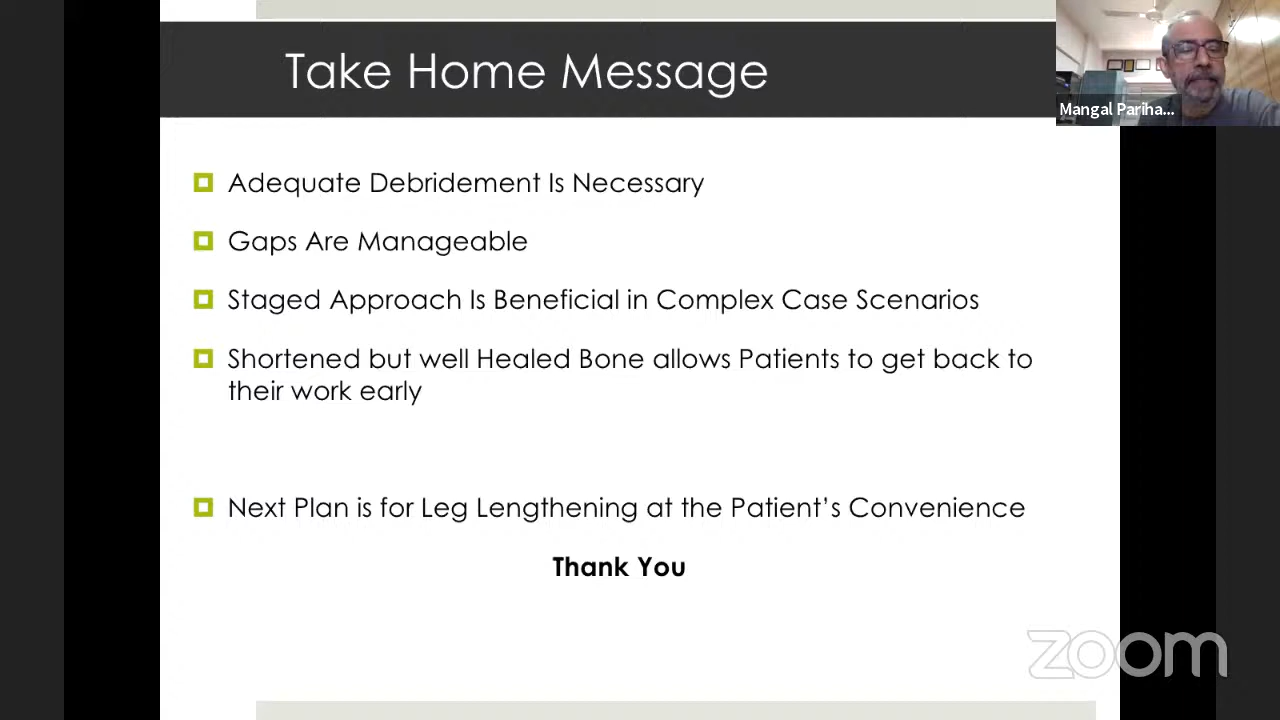 Take Home Message
Mangal Pariha...
Adequate Debridement Is Necessary
Gaps Are Manageable
Staged Approach Is Beneficial in Complex Case Scenarios
Shortened but well Healed Bone allows Patients to get back to
their work early
Next Plan is for Leg Lengthening at the Patient’s Convenience
Thank You
zoom